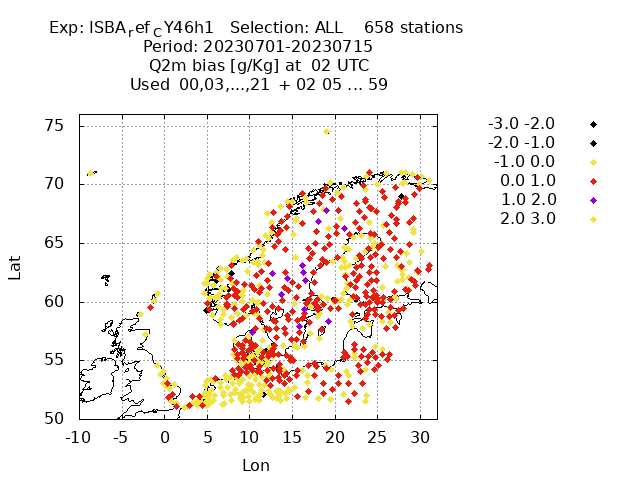 Exp: ISBA_ref_CY46h1 Selection: ALL 658 stations
Period: 20230701-20230715
Q2m bias [g/Kg] at 02 UTC
Used 00,03,...,21 + 02 05 ... 59
-3.0 -2.0
-2.0 -1.0
-1.0 0.0
0.0 1.0
1.0 2.0
2.0 3.0
75
70
65
60
55
50
Lat
-10 -5 0 5 10 15 20 25 30
Lon